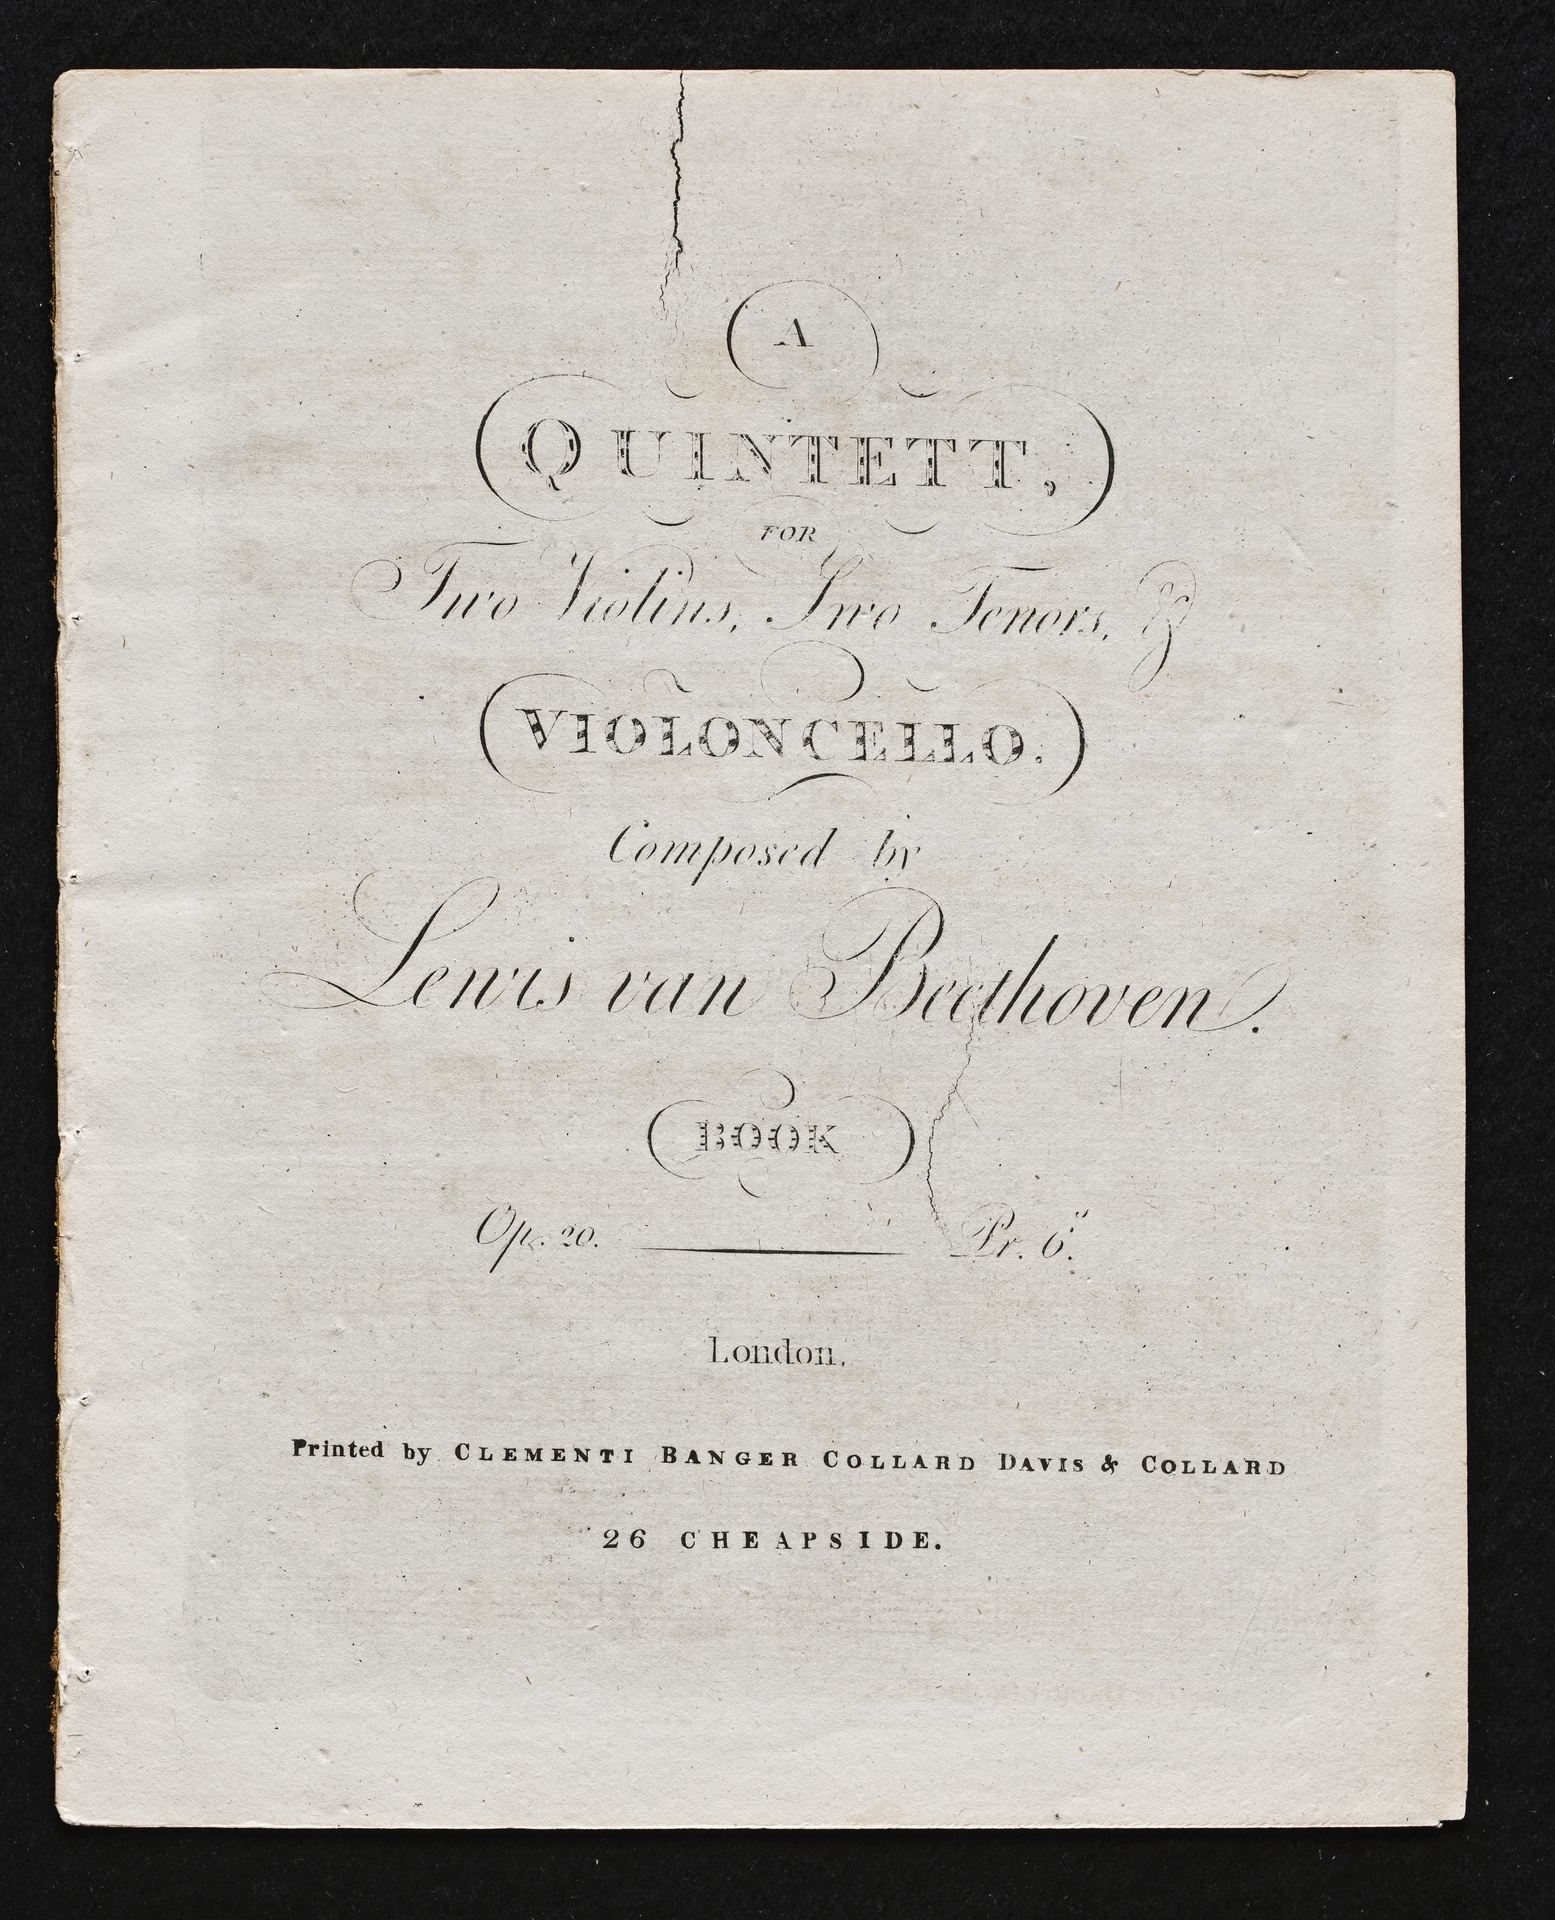 A
QUINTETT,
FOR
Two Violins, Two Tenors, &
VIOLONCELLO.
Composed by
Lewis van Beethoven.
BOOK
Op. 20. Pr. 6.s
London,
Printed by CLEMENTI BANGER COLLARD DAVIS & COLLARD
26 CHEAPSIDE.